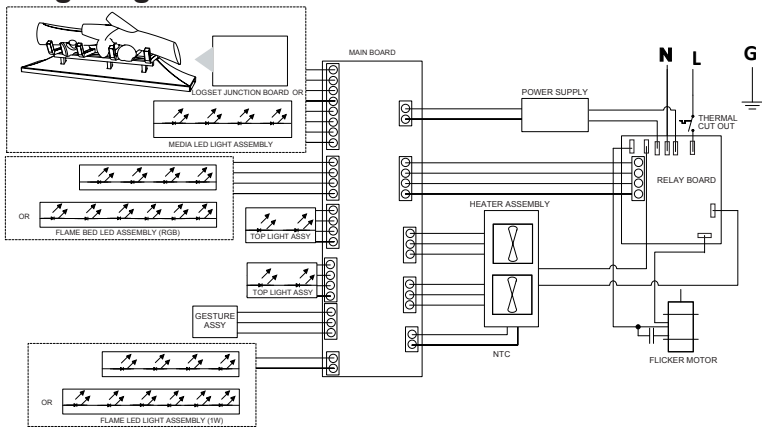 MAIN BOARD
N
L
G
LOGSET JUNCTION BOARD OR
MEDIA LED LIGHT ASSEMBLY
POWER SUPPLY
THERMAL
CUT OUT
RELAY BOARD
HEATER ASSEMBLY
OR
FLAME BED LED ASSEMBLY (RGB)
TOP LIGHT ASSY
TOP LIGHT ASSY
GESTURE
ASSY
NTC
FLICKER MOTOR
OR
FLAME LED LIGHT ASSEMBLY (1W)